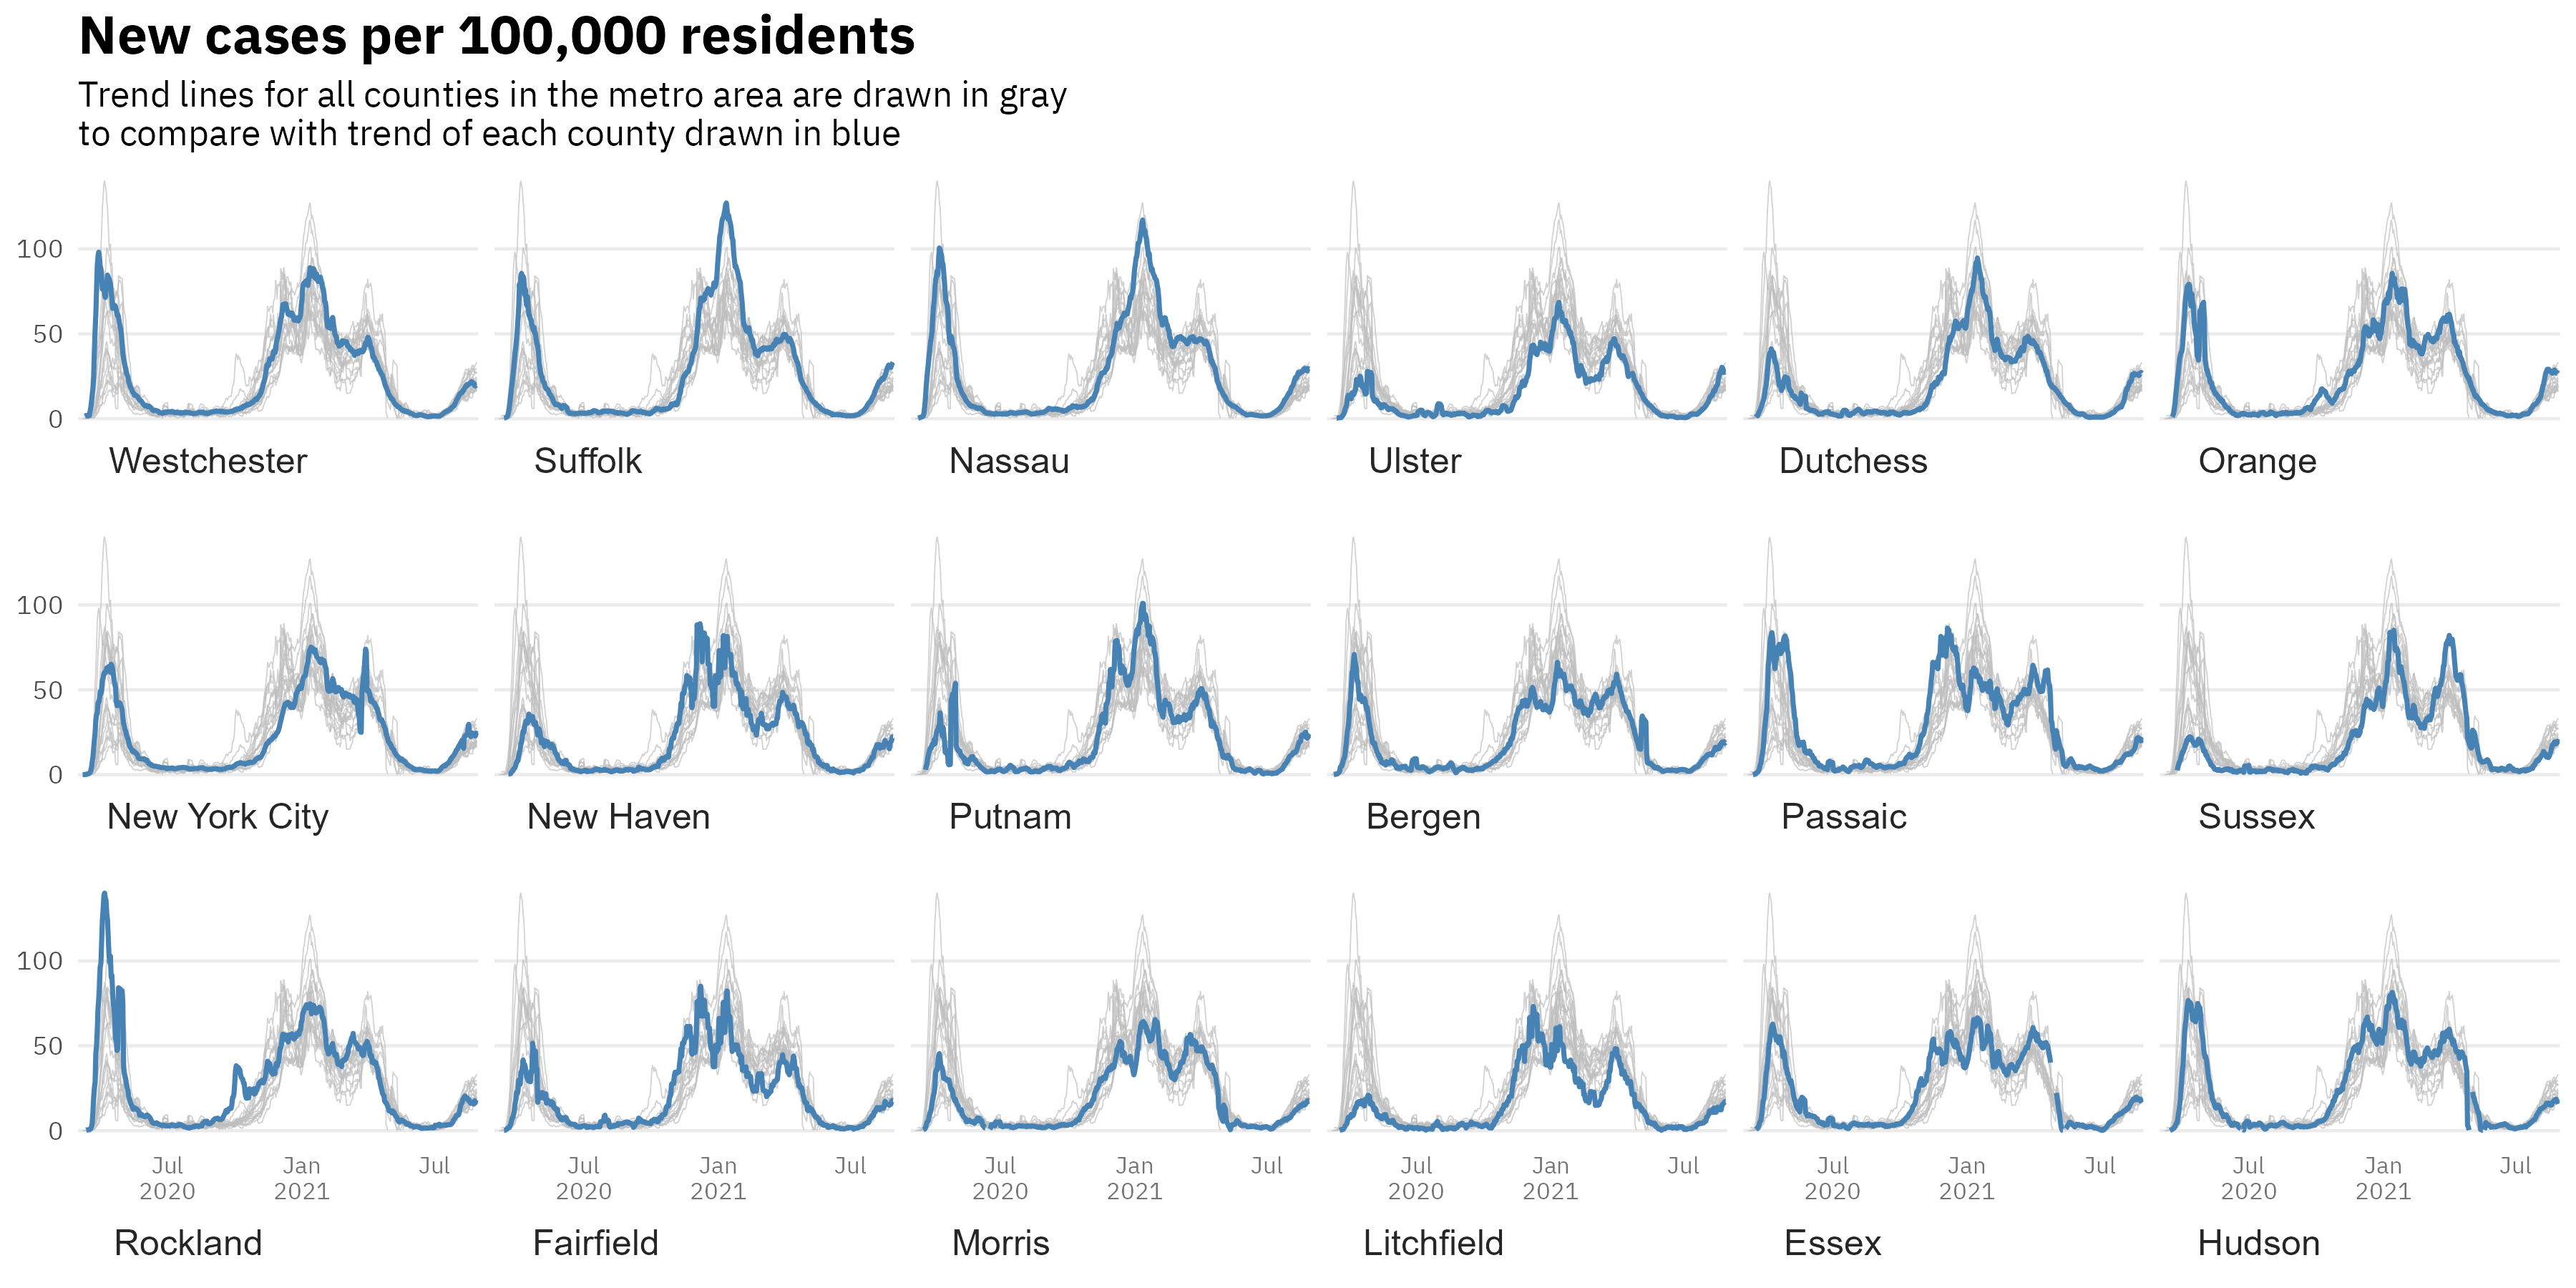 New cases per 100,000 residents
Trend lines for all counties in the metro area are drawn in gray
to compare with trend of each county drawn in blue
100
50
0
Westchester Suffolk Nassau Ulster Dutchess Orange
100
50
0
New York City New Haven Putnam Bergen Passaic Sussex
100
50
0
Jul Jan Jul Jul Jan Jul Jul Jan Jul Jul Jan Jul Jul Jan Jul Jul Jan Jul
2020 2021 2020 2021 2020 2021 2020 2021 2020 2021 2020 2021
Rockland Fairfield Morris Litchfield Essex Hudson